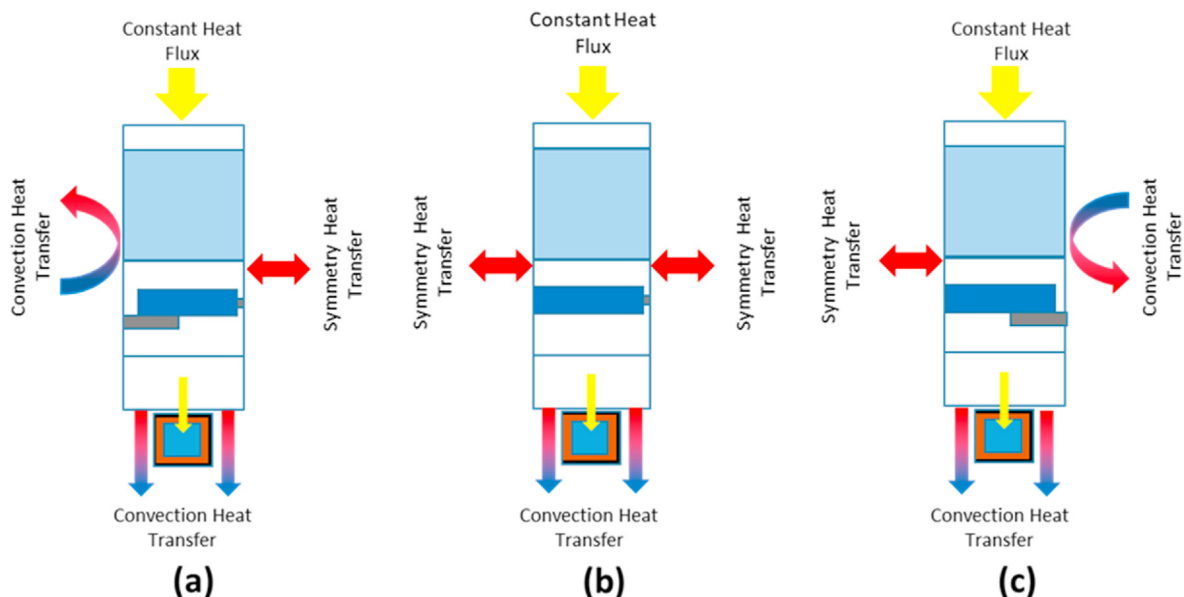 Constant Heat
Flux
Convection Heat
Transfer
Symmetry Heat
Transfer
Convection Heat
Transfer
(a)
Constant Heat
Flux
Symmetry Heat
Transfer
Symmetry Heat
Transfer
Convection Heat
Transfer
(b)
Constant Heat
Flux
Symmetry Heat
Transfer
Convection Heat
Transfer
Convection Heat
Transfer
(c)